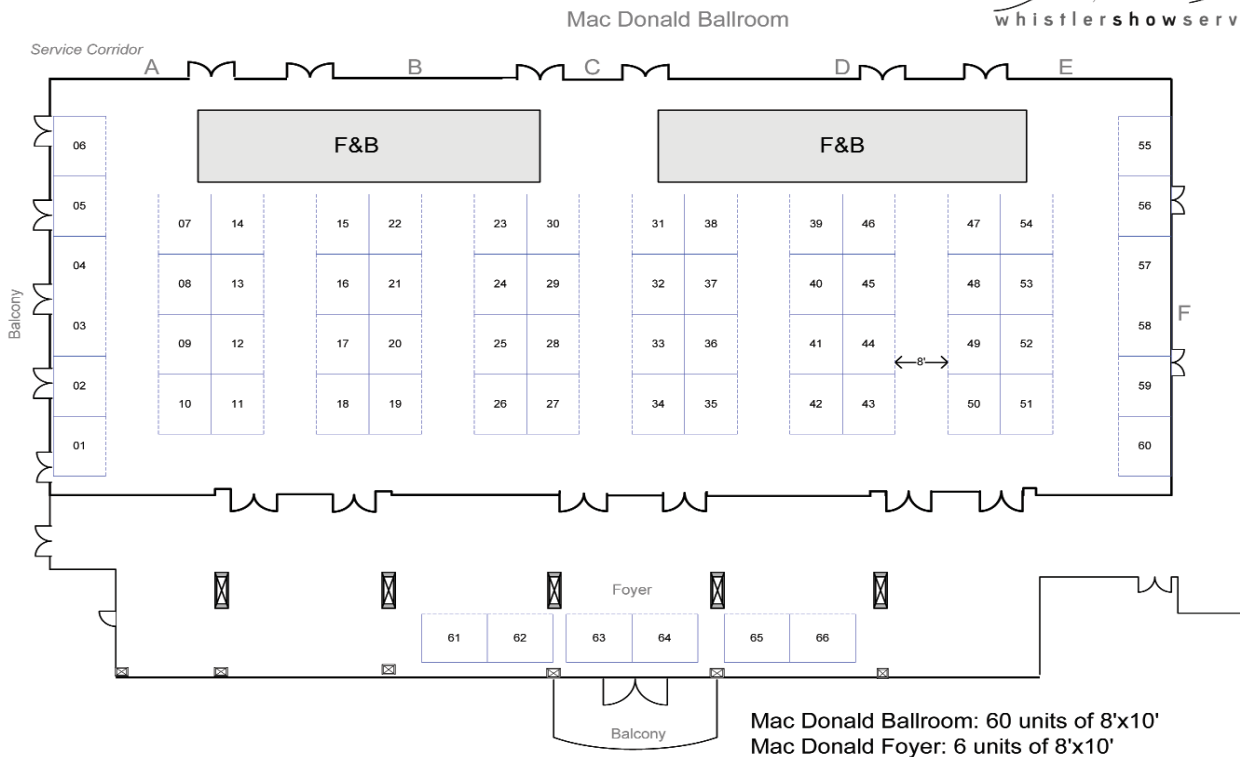 Mac Donald Ballroom
whistlershowserv
Service Corridor
A B C D E
F&B F&B
06 55
05 56
07 14 15 22 23 30 31 38 39 46 47 54
04 57
08 13 16 21 24 29 32 37 40 45 48 53
Balcony
F
03 58
09 12 17 20 25 28 33 36 41 44 49 52
8'
02 59
10 11 18 19 26 27 34 35 42 43 50 51
01 60
Foyer
61 62 63 64 65 66
Balcony
Mac Donald Ballroom: 60 units of 8'x10'
Mac Donald Foyer: 6 units of 8'x10'